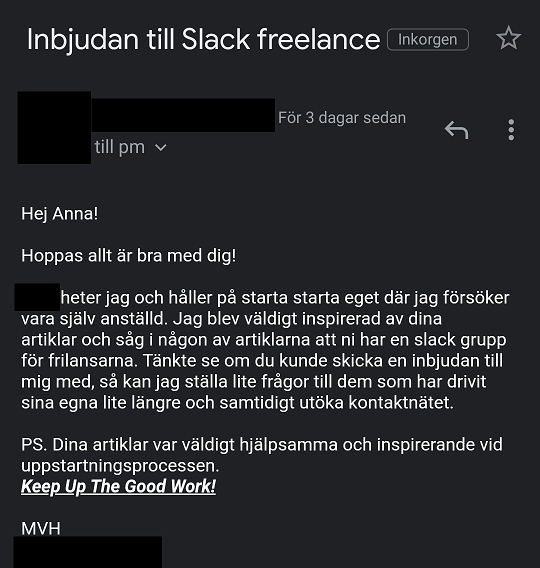 Inbjudan till Slack freelance Inkorgen
För 3 dagar sedan
till pm
Hej Anna!
Hoppas allt är bra med dig!
heter jag och håller på starta starta eget där jag försöker
vara själv anställd. Jag blev väldigt inspirerad av dina
artiklar och såg i någon av artiklarna att ni har en slack grupp
för frilansarna. Tänkte se om du kunde skicka en inbjudan till
mig med, så kan jag ställa lite frågor till dem som har drivit
sina egna lite längre och samtidigt utöka kontaktnätet.
PS. Dina artiklar var väldigt hjälpsamma och inspirerande vid
uppstartningsprocessen.
Keep Up The Good Work!
MVH